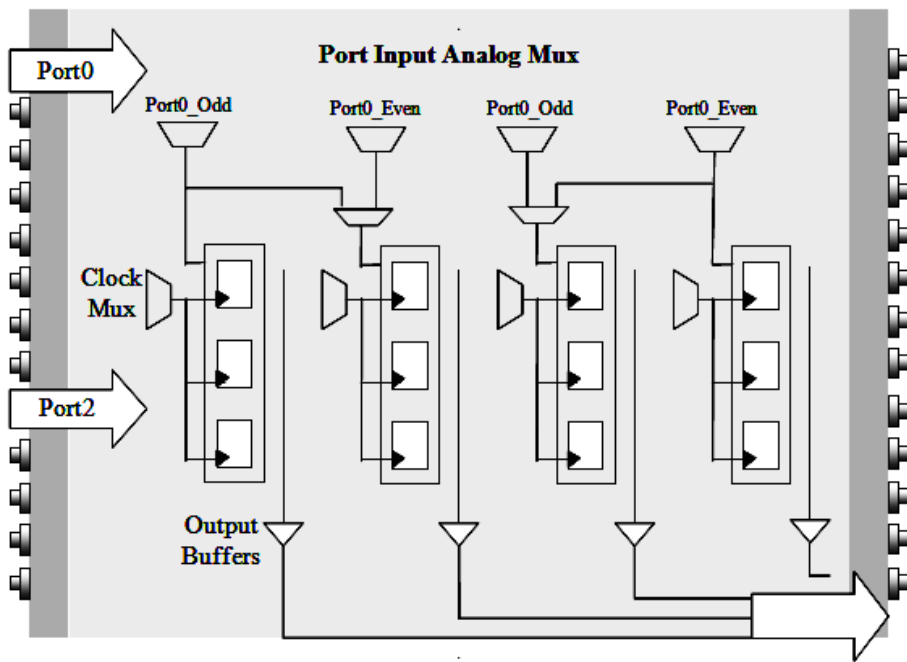 Port Input Analog Mux
Port0
Port0_Odd
Port0_Even
Port0_Odd
Port0_Even
Clock
Mux
Port2
Output
Buffers